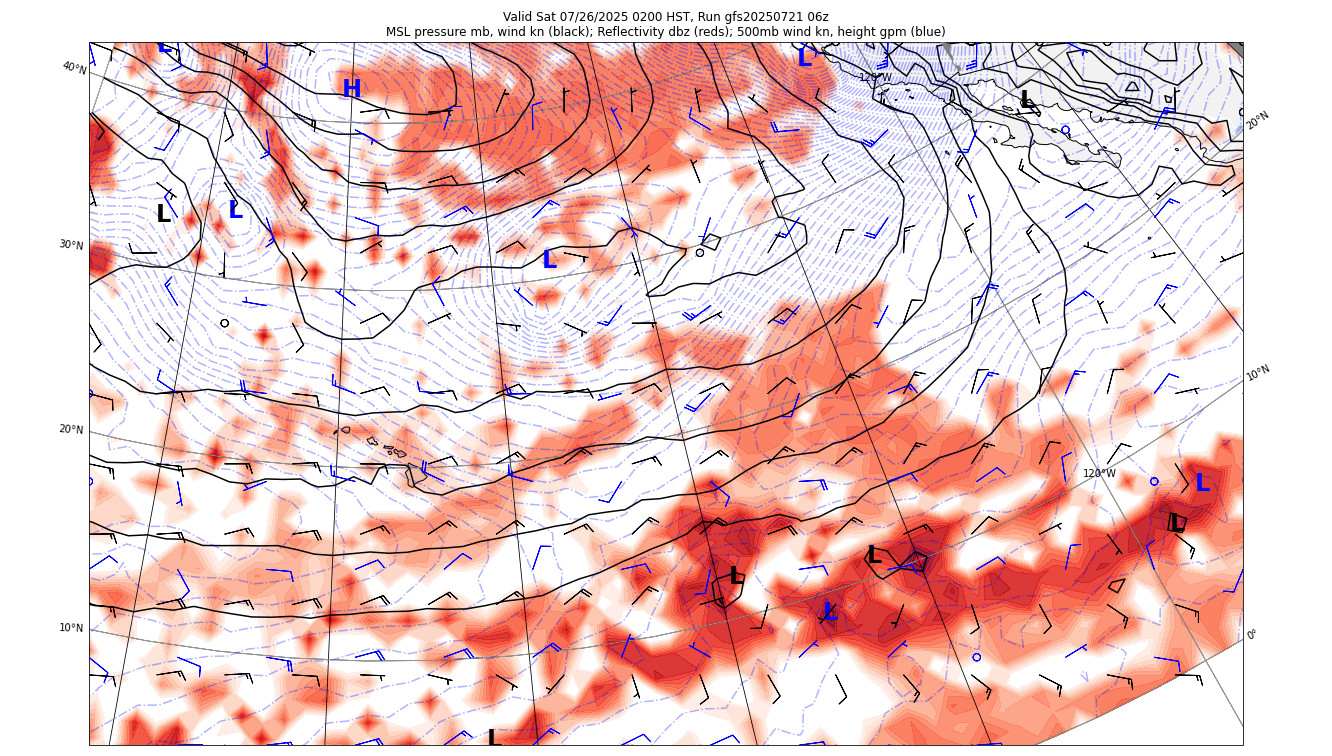 Valid Sat 07/26/2025 0200 HST, Run gfs20250721 06z
MSL pressure mb, wind kn (black); Reflectivity dbz (reds); 500mb wind kn, height gpm (blue)
L
L
40°N
120°W
H
L
20°N
L
L
30°N
L
10°N
20°N
120°W
L
L
L
L
L
10°N
0°
L